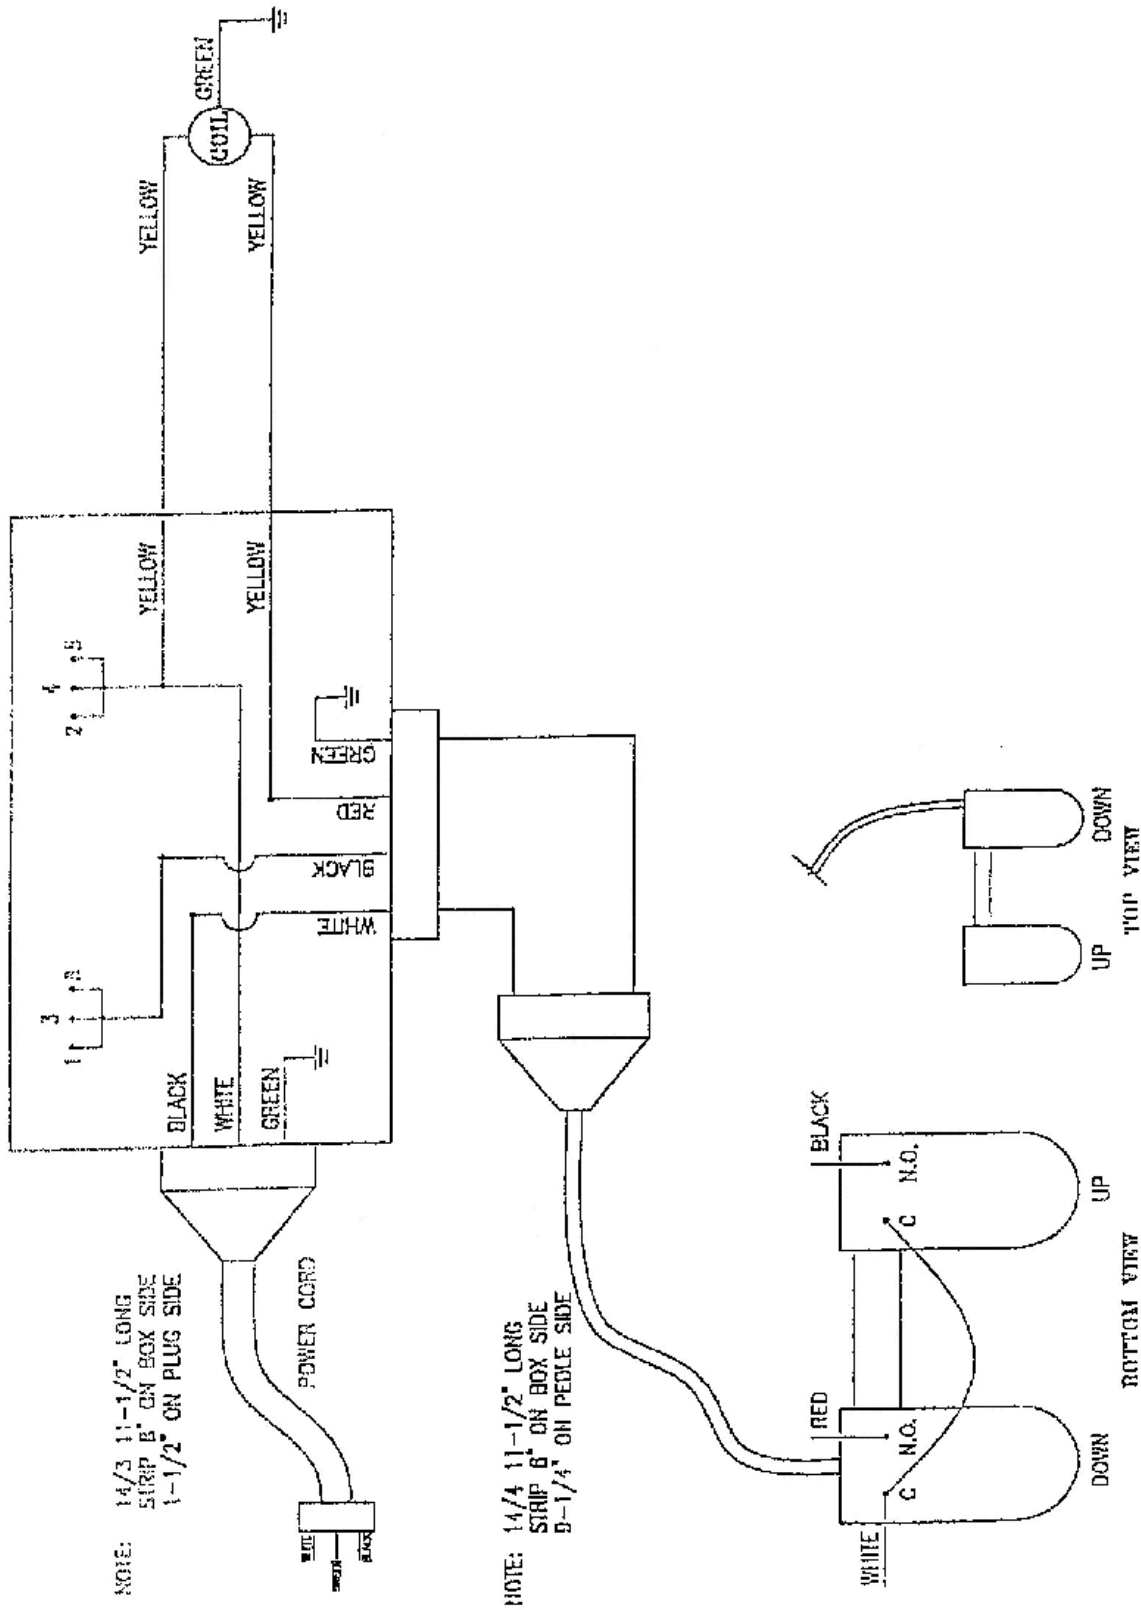 NOTE: 14/3 11-1/2" LONG
STRIP 6" ON BOX SIDE
1-1/2" ON PLUG SIDE
POWER CORD
WHITE
BLACK
BLACK
WHITE
GREEN
1
3
2
4
5
YELLOW
YELLOW
YELLOW
YELLOW
COIL
GREEN
WHITE
BLACK
RED
GREEN
NOTE: 14/4 11-1/2" LONG
STRIP 6" ON BOX SIDE
9-1/4" ON PEDLE SIDE
WHITE
RED
BLACK
C
N.O.
C
N.O.
DOWN
UP
BOTTOM VIEW
UP
DOWN
TOP VIEW